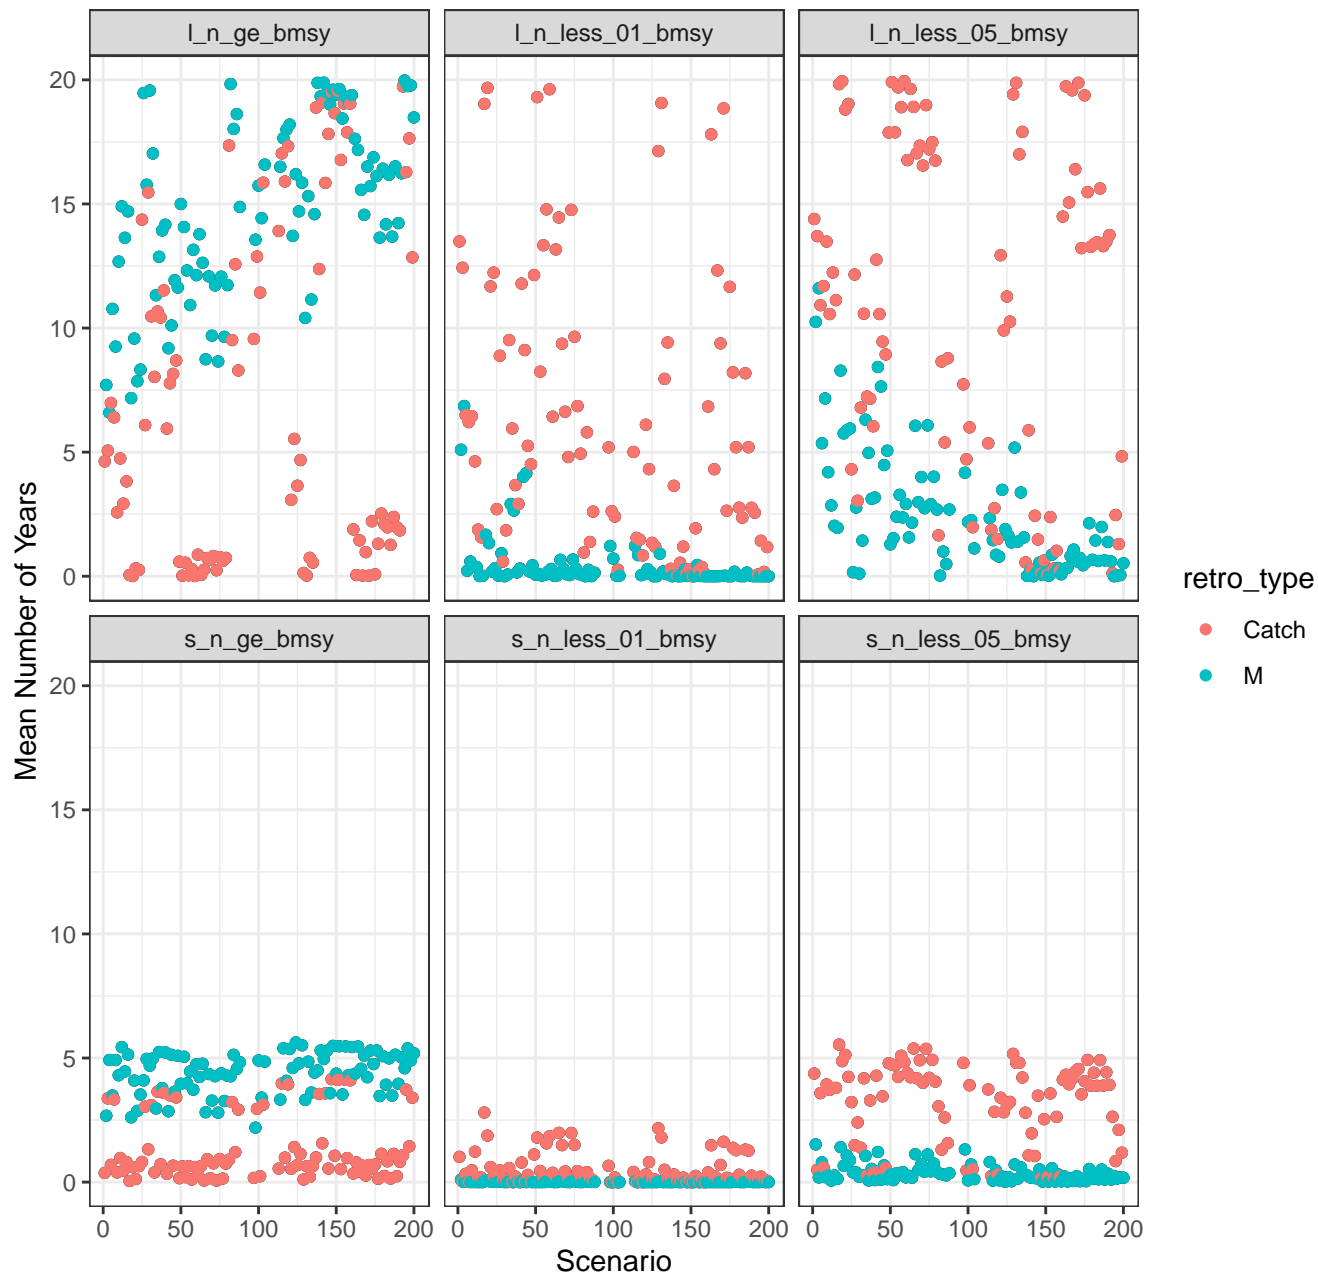 l_n_ge_bmsy
l_n_less_01_bmsy
l_n_less_05_bmsy
20
15
10
5
0
s_n_ge_bmsy
s_n_less_01_bmsy
s_n_less_05_bmsy
20
15
10
5
0
0 50 100 150 200
0 50 100 150 200
0 50 100 150 200
Scenario
Mean Number of Years
retro_type
Catch
M